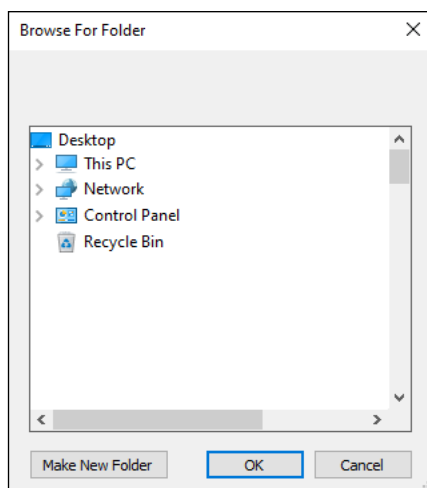 Browse For Folder
Desktop
This PC
Network
Control Panel
Recycle Bin
Make New Folder OK Cancel